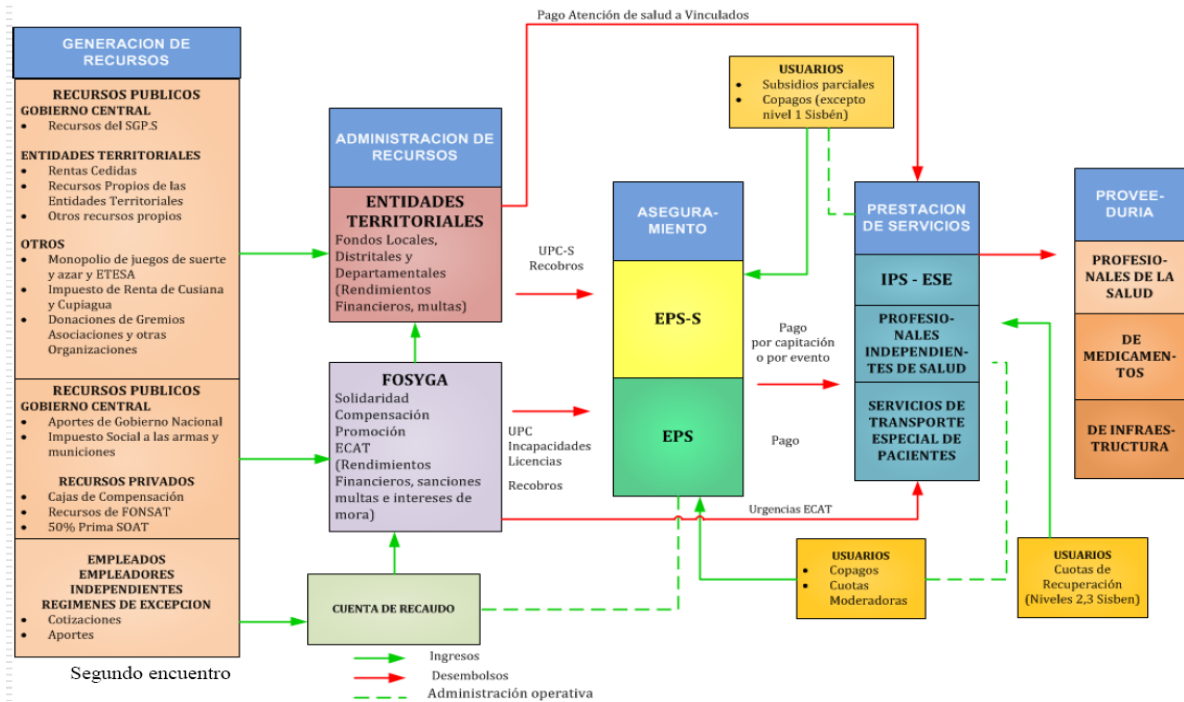 GENERACION DE
RECURSOS
RECURSOS PUBLICOS
GOBIERNO CENTRAL
• Recursos del SGP.S
ENTIDADES TERRITORIALES
• Rentas Cedidas
• Recursos Propios de las
Entidades Territoriales
• Otros recursos propios
OTROS
• Monopolio de juegos de suerte
y azar y ETESA
• Impuesto de Renta de Cusiana
y Cupiagua
• Donaciones de Gremios
Asociaciones y otras
Organizaciones
RECURSOS PUBLICOS
GOBIERNO CENTRAL
• Aportes de Gobierno Nacional
• Impuesto Social a las armas y
municiones
RECURSOS PRIVADOS
• Cajas de Compensación
• Recursos de FONSAT
• 50% Prima SOAT
EMPLEADOS
EMPLEADORES
INDEPENDIENTES
REGIMENES DE EXCEPCION
• Cotizaciones
• Aportes
Segundo encuentro
ADMINISTRACION DE
RECURSOS
ENTIDADES
TERRITORIALES
Fondos Locales,
Distritales y
Departamentales
(Rendimientos
Financieros, multas)
FOSYGA
Solidaridad
Compensación
Promoción
ECAT
(Rendimientos
Financieros, sanciones
multas e intereses de
mora)
CUENTA DE RECAUDO
Pago Atención de salud a Vinculados
UPC-S
Recobros
UPC
Incapacidades
Licencias
Recobros
ASEGURA-
MIENTO
EPS-S
EPS
USUARIOS
• Subsidios parciales
• Copagos (excepto
nivel 1 Sisbén)
Pago
por capitación
o por evento
Pago
Urgencias ECAT
PRESTACION
DE SERVICIOS
IPS - ESE
PROFESIO-
NALES
INDEPENDIEN-
TES DE SALUD
SERVICIOS DE
TRANSPORTE
ESPECIAL DE
PACIENTES
PROVEE-
DURIA
PROFESIO-
NALES DE LA
SALUD
DE
MEDICAMEN-
TOS
DE INFRAES-
TRUCTURA
USUARIOS
• Copagos
• Cuotas
Moderadoras
USUARIOS
Cuotas de
Recuperación
(Niveles 2,3 Sisben)
Ingresos
Desembolsos
Administración operativa